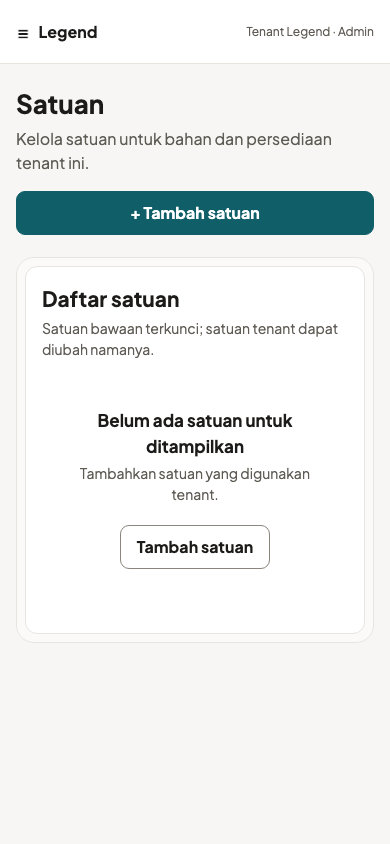 ≡ Legend
Tenant Legend · Admin
Satuan
Kelola satuan untuk bahan dan persediaan
tenant ini.
+ Tambah satuan
Daftar satuan
Satuan bawaan terkunci; satuan tenant dapat
diubah namanya.
Belum ada satuan untuk
ditampilkan
Tambahkan satuan yang digunakan
tenant.
Tambah satuan